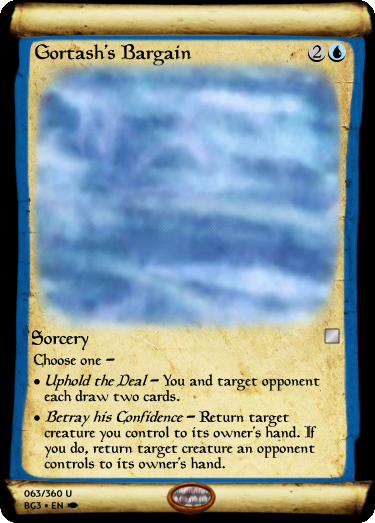 Gortash's Bargain 2
Sorcery
Choose one —
• Uphold the Deal — You and target opponent
each draw two cards.
• Betray his Confidence — Return target
creature you control to its owner's hand. If
you do, return target creature an opponent
controls to its owner's hand.
063/360 U
BG3 • EN